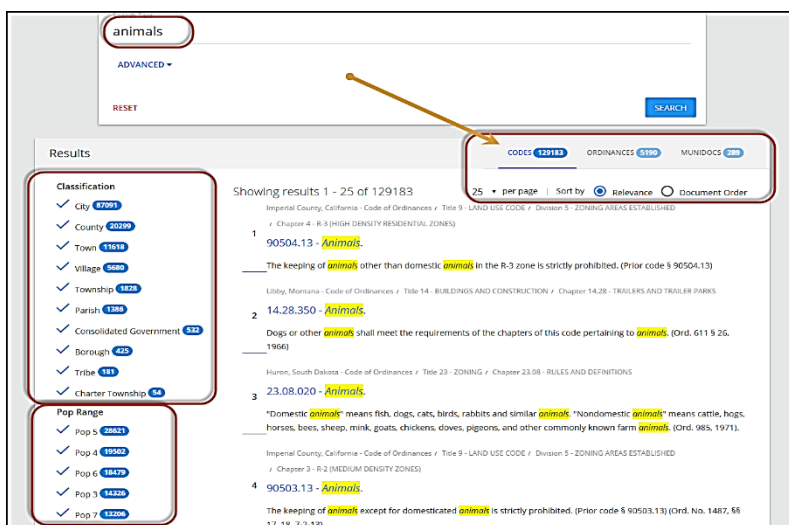 animals
ADVANCED
RESET
SEARCH
Results
CODES 129183 ORDINANCES 5190 MUNIDOCS 289
Classification
City 87091
County 20299
Town 11618
Village 5680
Township 1828
Parish 1386
Consolidated Government 532
Borough 425
Tribe 181
Charter Township 54
Pop Range
Pop 5 28621
Pop 4 19502
Pop 6 18479
Pop 3 14326
Pop 7 13206
Showing results 1 - 25 of 129183
25 per page | Sort by Relevance Document Order
Imperial County, California - Code of Ordinances / Title 9 - LAND USE CODE / Division 5 - ZONING AREAS ESTABLISHED
/ Chapter 4 - R-3 (HIGH DENSITY RESIDENTIAL ZONES)
1
90504.13 - Animals.
The keeping of animals other than domestic animals in the R-3 zone is strictly prohibited. (Prior code § 90504.13)
Libby, Montana - Code of Ordinances / Title 14 - BUILDINGS AND CONSTRUCTION / Chapter 14.28 - TRAILERS AND TRAILER PARKS
2 14.28.350 - Animals.
Dogs or other animals shall meet the requirements of the chapters of this code pertaining to animals. (Ord. 611 § 26,
1966)
Huron, South Dakota - Code of Ordinances / Title 23 - ZONING / Chapter 23.08 - RULES AND DEFINITIONS
3 23.08.020 - Animals.
"Domestic animals" means fish, dogs, cats, birds, rabbits and similar animals. "Nondomestic animals" means cattle, hogs,
horses, bees, sheep, mink, goats, chickens, doves, pigeons, and other commonly known farm animals. (Ord. 985, 1971).
Imperial County, California - Code of Ordinances / Title 9 - LAND USE CODE / Division 5 - ZONING AREAS ESTABLISHED
/ Chapter 3 - R-2 (MEDIUM DENSITY ZONES)
4 90503.13 - Animals.
The keeping of animals except for domesticated animals is strictly prohibited. (Prior code § 90503.13) (Ord. No. 1487, §§